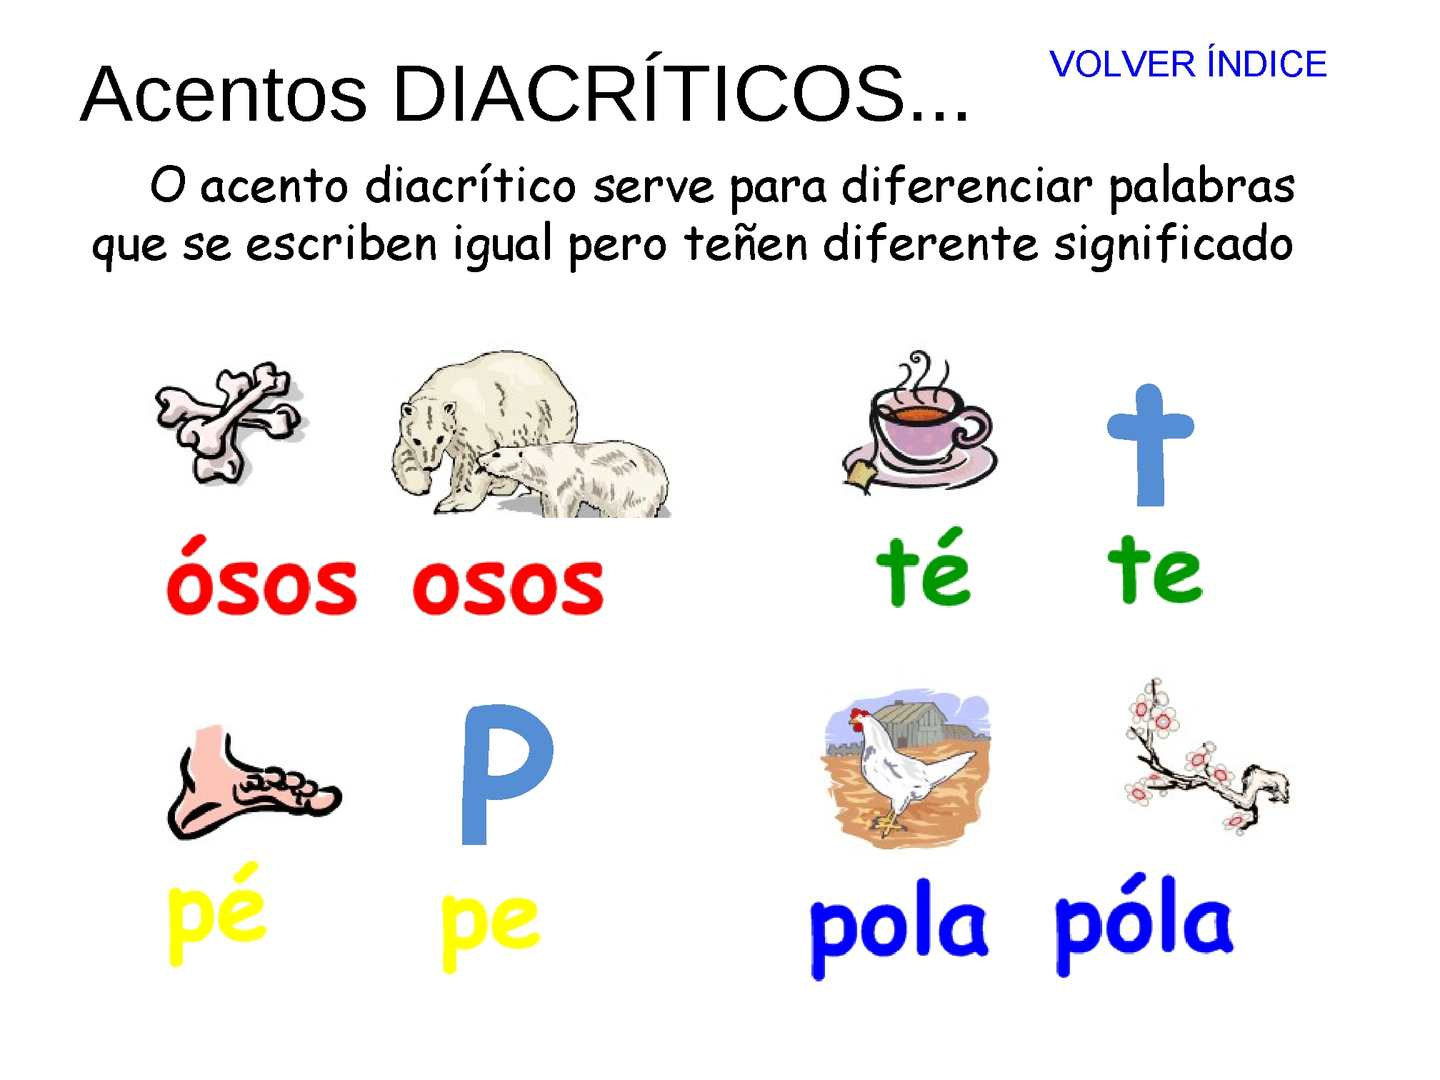 Acentos DIACRÍTICOS...
VOLVER ÍNDICE
O acento diacrítico serve para diferenciar palabras
que se escriben igual pero teñen diferente significado
t
ósos osos
té te
P
pé pe
pola póla